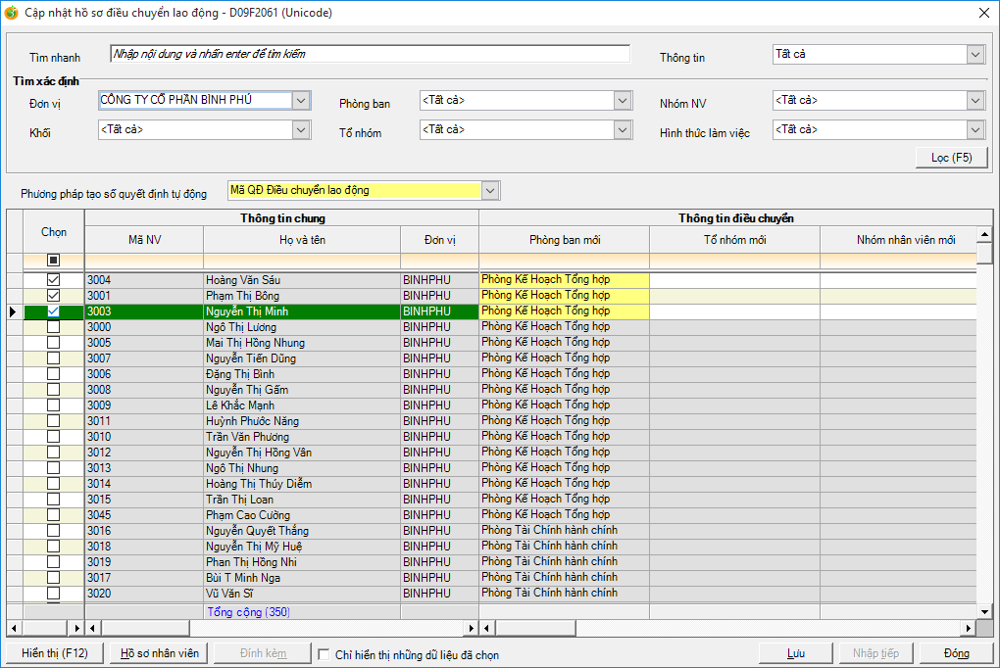 Cập nhật hồ sơ điều chuyển lao động - D09F2061 (Unicode)
Tìm nhanh Nhập nội dung và nhấn enter để tìm kiếm Thông tin Tất cả
Tìm xác định
Đơn vị CÔNG TY CỔ PHẦN BÌNH PHÚ Phòng ban <Tất cả> Nhóm NV <Tất cả>
Khối <Tất cả> Tổ nhóm <Tất cả> Hình thức làm việc <Tất cả>
Lọc (F5)
Phương pháp tạo số quyết định tự động Mã QĐ Điều chuyển lao động
Thông tin chung Thông tin điều chuyển
Chọn Mã NV Họ và tên Đơn vị Phòng ban mới Tổ nhóm mới Nhóm nhân viên mới
3004 Hoàng Văn Sáu BINHPHU Phòng Kế Hoạch Tổng hợp
3001 Phạm Thị Bông BINHPHU Phòng Kế Hoạch Tổng hợp
3003 Nguyễn Thị Minh BINHPHU Phòng Kế Hoạch Tổng hợp
3000 Ngô Thị Lương BINHPHU Phòng Kế Hoạch Tổng hợp
3005 Mai Thị Hồng Nhung BINHPHU Phòng Kế Hoạch Tổng hợp
3007 Nguyễn Tiến Dũng BINHPHU Phòng Kế Hoạch Tổng hợp
3006 Đặng Thị Bình BINHPHU Phòng Kế Hoạch Tổng hợp
3008 Nguyễn Thị Gấm BINHPHU Phòng Kế Hoạch Tổng hợp
3009 Lê Khắc Mạnh BINHPHU Phòng Kế Hoạch Tổng hợp
3011 Huỳnh Phước Năng BINHPHU Phòng Kế Hoạch Tổng hợp
3010 Trần Văn Phương BINHPHU Phòng Kế Hoạch Tổng hợp
3012 Nguyễn Thị Hồng Vân BINHPHU Phòng Kế Hoạch Tổng hợp
3013 Ngô Thị Nhung BINHPHU Phòng Kế Hoạch Tổng hợp
3014 Hoàng Thị Thúy Diễm BINHPHU Phòng Kế Hoạch Tổng hợp
3015 Trần Thị Loan BINHPHU Phòng Kế Hoạch Tổng hợp
3045 Phạm Cao Cường BINHPHU Phòng Kế Hoạch Tổng hợp
3016 Nguyễn Quyết Thắng BINHPHU Phòng Tài Chính hành chính
3018 Nguyễn Thị Mỹ Huệ BINHPHU Phòng Tài Chính hành chính
3019 Phan Thị Hồng Nhi BINHPHU Phòng Tài Chính hành chính
3017 Bùi T Minh Nga BINHPHU Phòng Tài Chính hành chính
3020 Vũ Văn Sĩ BINHPHU Phòng Tài Chính hành chính
Tổng cộng (350)
Hiển thị (F12) Hồ sơ nhân viên Đính kèm Chỉ hiển thị những dữ liệu đã chọn Lưu Nhập tiếp Đóng